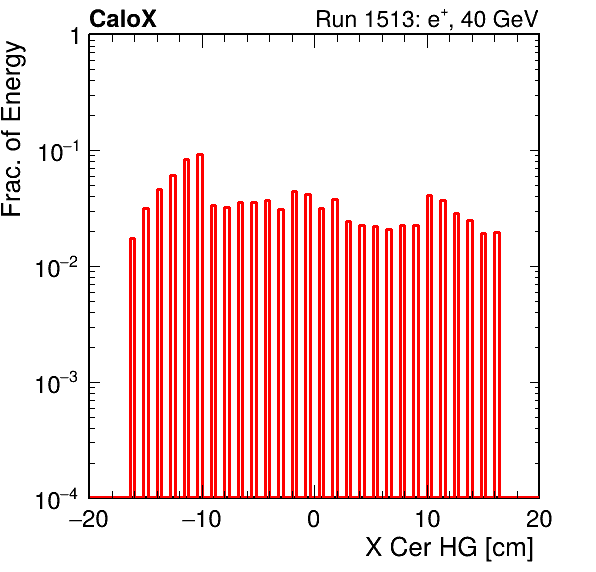 CaloX Run 1513: e⁺, 40 GeV
Frac. of Energy
1
10⁻¹
10⁻²
10⁻³
10⁻⁴
−20 −10 0 10 20
X Cer HG [cm]